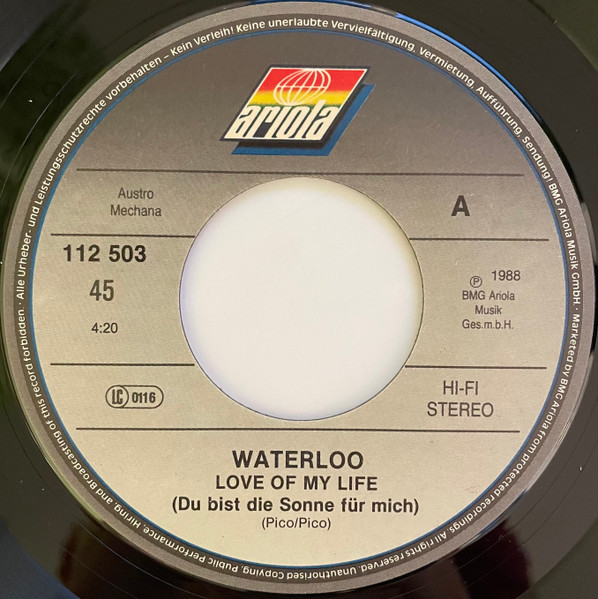 · Alle Urheber- und Leistungsschutzrechte vorbehalten – Kein Verleih! Keine unerlaubte Vervielfältigung, Vermietung, Aufführung, Sendung! BMG Ariola Musik GmbH · Marketed by BMG Ariola from protected recordings. All rights reserved. Unauthorised Copying, Public Performance, Hiring, and Broadcasting of this record forbidden.
ariola
Austro
Mechana
A
112 503
45
4:20
℗ 1988
BMG Ariola
Musik
Ges.m.b.H.
LC 0116
HI-FI
STEREO
WATERLOO
LOVE OF MY LIFE
(Du bist die Sonne für mich)
(Pico/Pico)